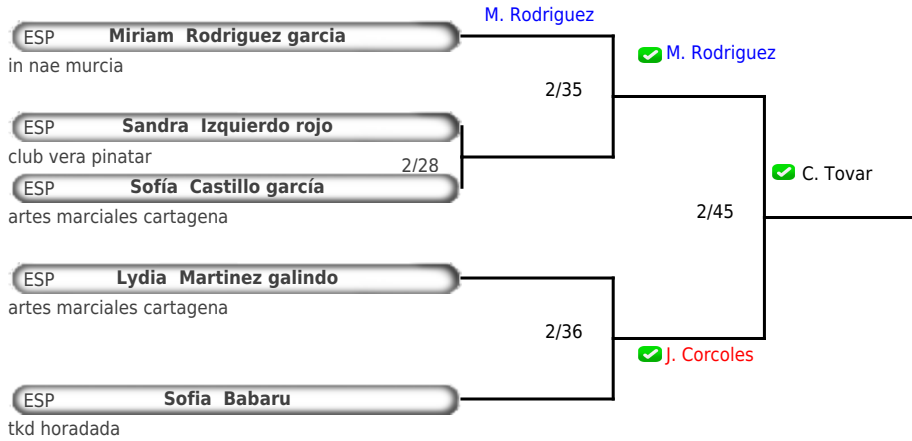 M. Rodriguez
ESP Miriam Rodriguez garcia
in nae murcia
M. Rodriguez
2/35
ESP Sandra Izquierdo rojo
club vera pinatar
2/28
ESP Sofía Castillo garcía
artes marciales cartagena
C. Tovar
2/45
ESP Lydia Martinez galindo
artes marciales cartagena
2/36
J. Corcoles
ESP Sofia Babaru
tkd horadada